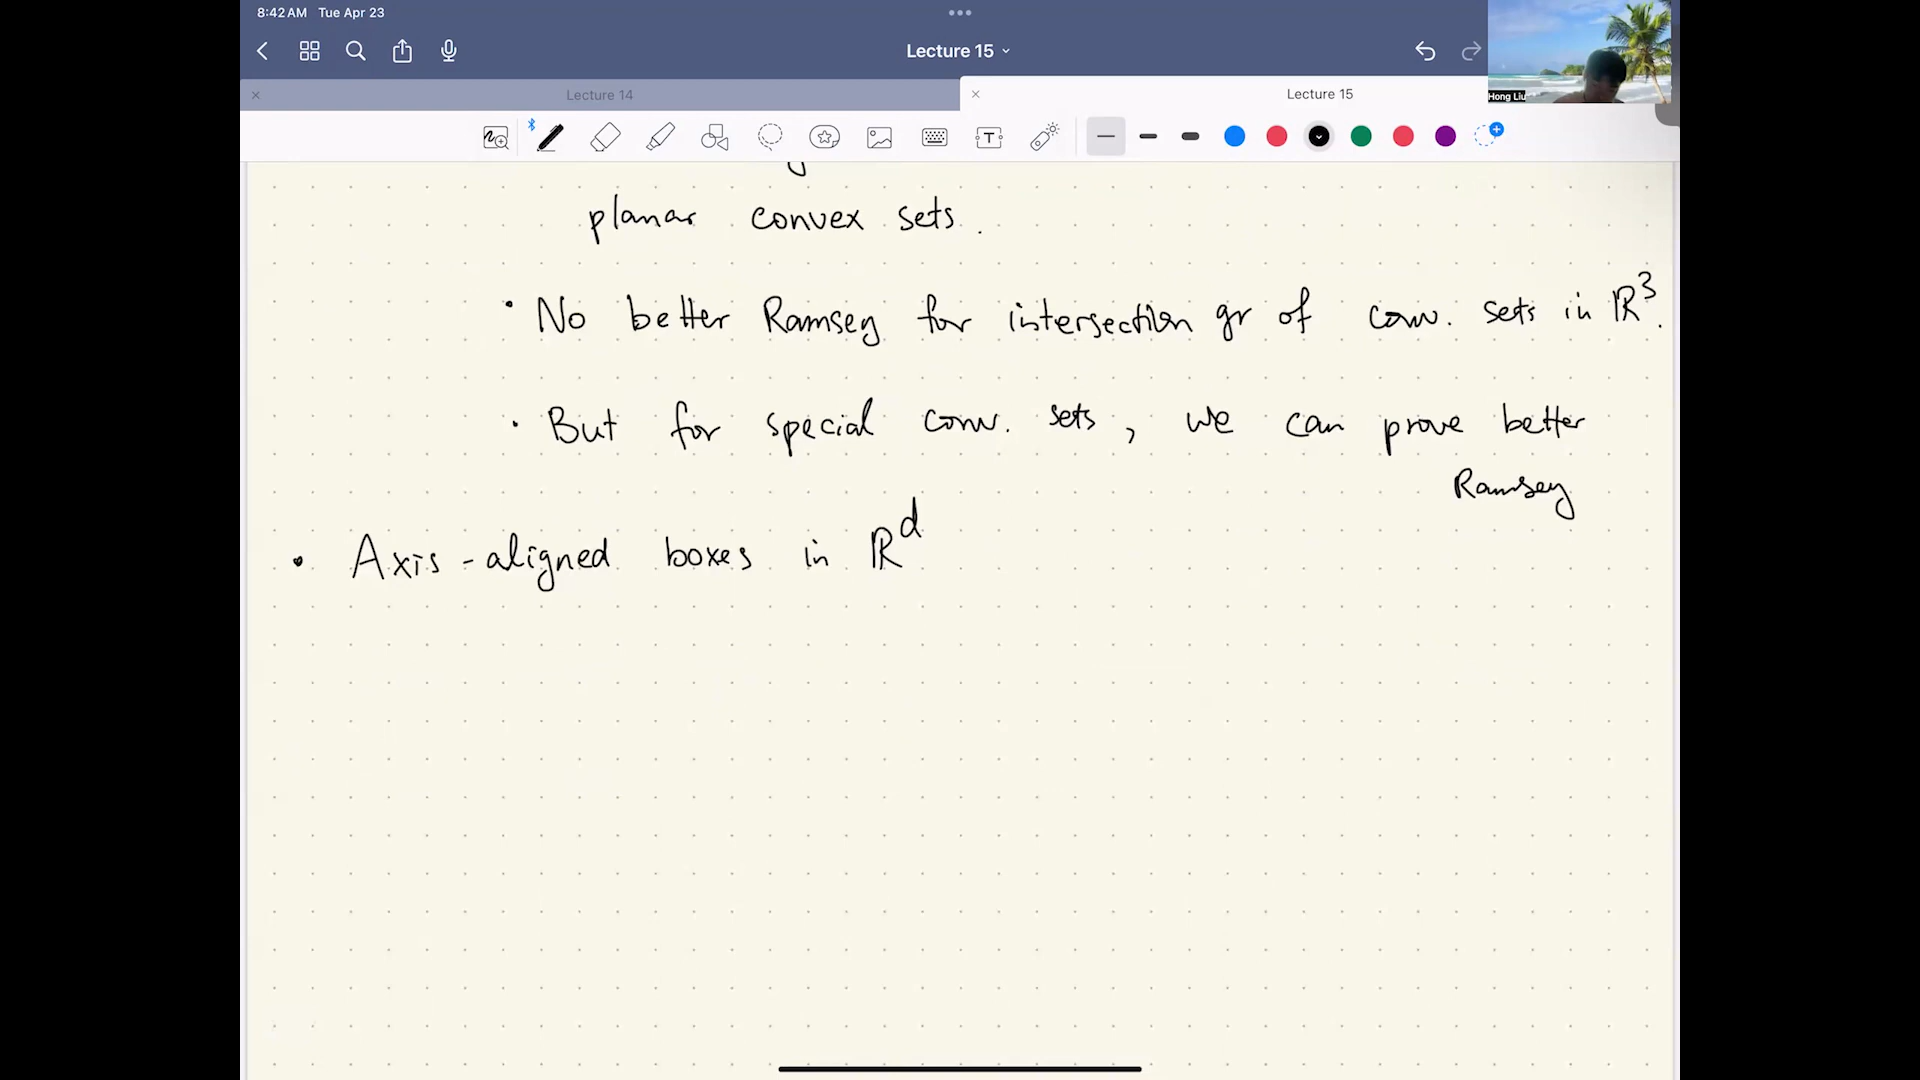 8:42 AM Tue Apr 23
Lecture 15
Lecture 14
Lecture 15
Hong Liu
planar convex sets.
• No better Ramsey for intersection gr of conv. sets in ℝ³.
• But for special conv. sets, we can prove better
Ramsey
• Axis-aligned boxes in ℝᵈ